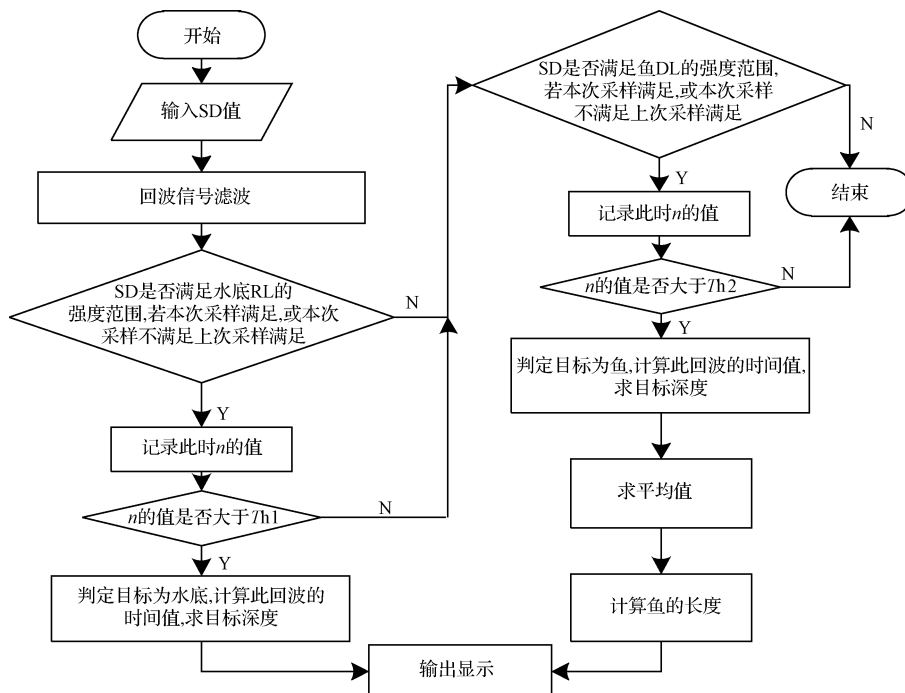 开始
输入SD值
回波信号滤波
SD是否满足水底RL的
强度范围,若本次采样满足,或本次
采样不满足上次采样满足
N
Y
记录此时n的值
n的值是否大于Th1
N
Y
判定目标为水底,计算此回波的
时间值,求目标深度
SD是否满足鱼DL的强度范围,
若本次采样满足,或本次采样
不满足上次采样满足
N
Y
结束
记录此时n的值
n的值是否大于Th2
N
Y
判定目标为鱼,计算此回波的时间值,
求目标深度
求平均值
计算鱼的长度
输出显示